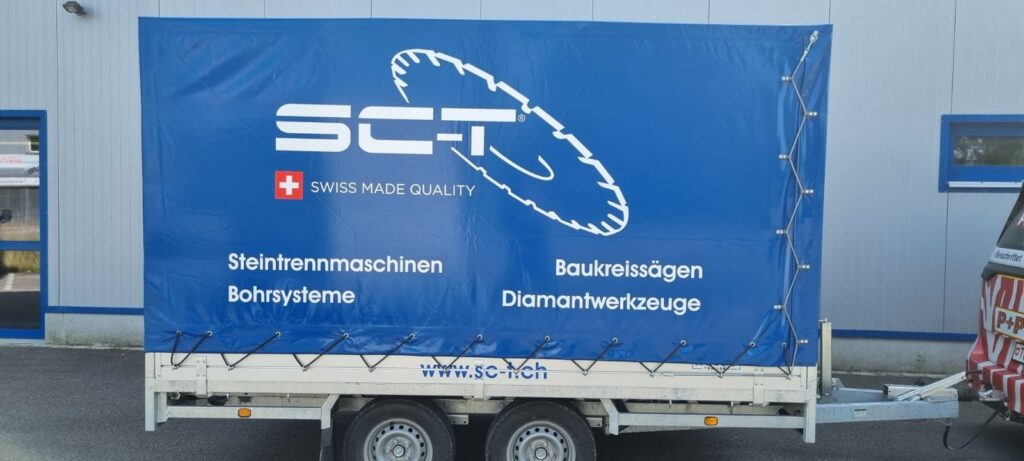 SC-T®
SWISS MADE QUALITY
Steintrennmaschinen
Baukreissägen
Bohrsysteme
Diamantwerkzeuge
www.sc-t.ch
P+P